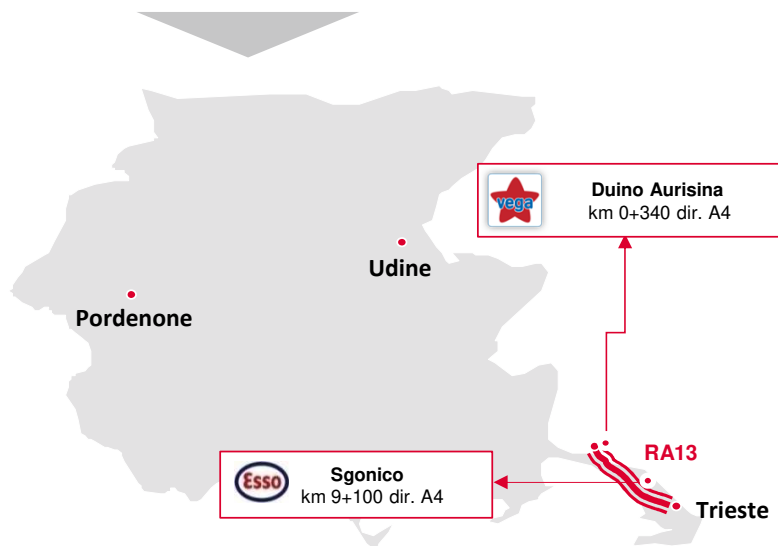 vega
Duino Aurisina
km 0+340 dir. A4
Udine
Pordenone
RA13
Esso
Sgonico
km 9+100 dir. A4
Trieste